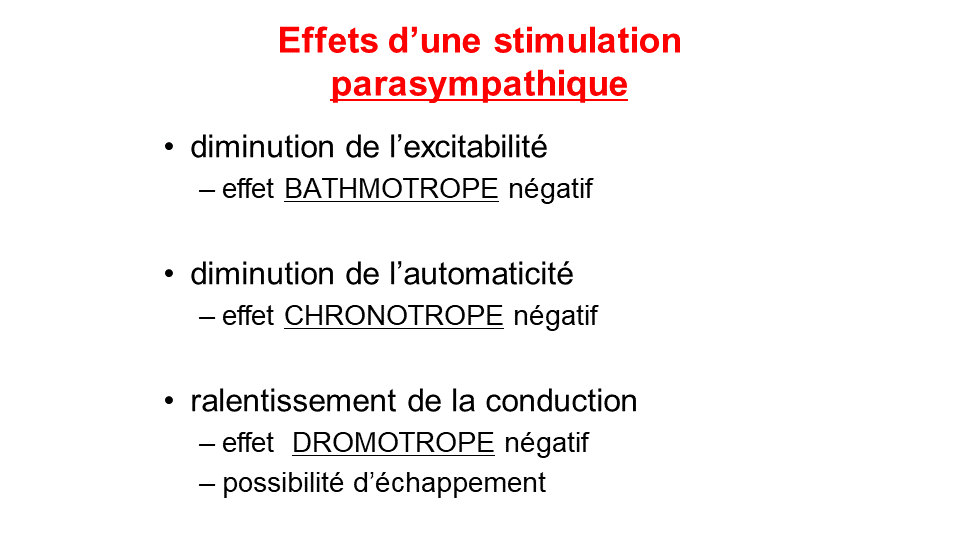 Effets d’une stimulation
parasympathique
• diminution de l’excitabilité
– effet BATHMOTROPE négatif
• diminution de l’automaticité
– effet CHRONOTROPE négatif
• ralentissement de la conduction
– effet  DROMOTROPE négatif
– possibilité d’échappement